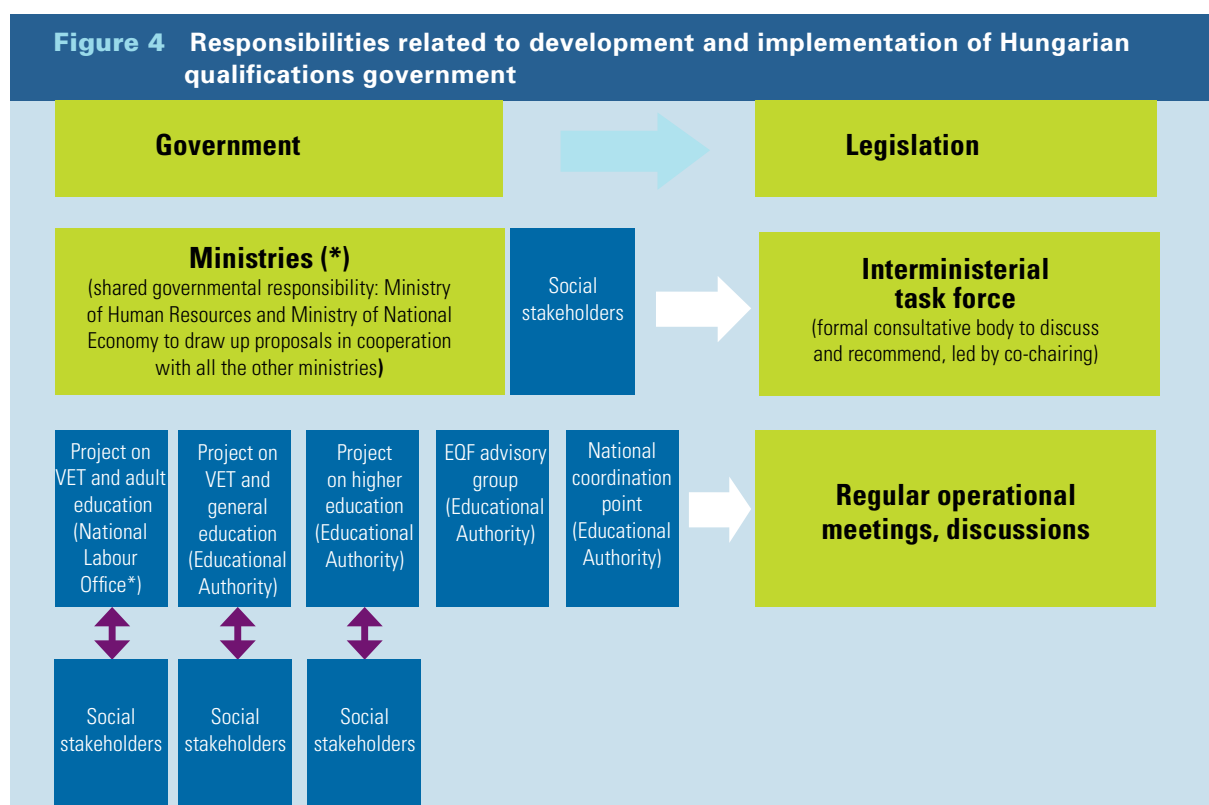 Figure 4 Responsibilities related to development and implementation of Hungarian
qualifications government
Government
Legislation
Ministries (*)
(shared governmental responsibility: Ministry
of Human Resources and Ministry of National
Economy to draw up proposals in cooperation
with all the other ministries)
Social
stakeholders
Interministerial
task force
(formal consultative body to discuss
and recommend, led by co-chairing)
Project on
VET and adult
education
(National
Labour
Office*)
Project on
VET and
general
education
(Educational
Authority)
Project
on higher
education
(Educational
Authority)
EQF advisory
group
(Educational
Authority)
National
coordination
point
(Educational
Authority)
Regular operational
meetings, discussions
Social
stakeholders
Social
stakeholders
Social
stakeholders